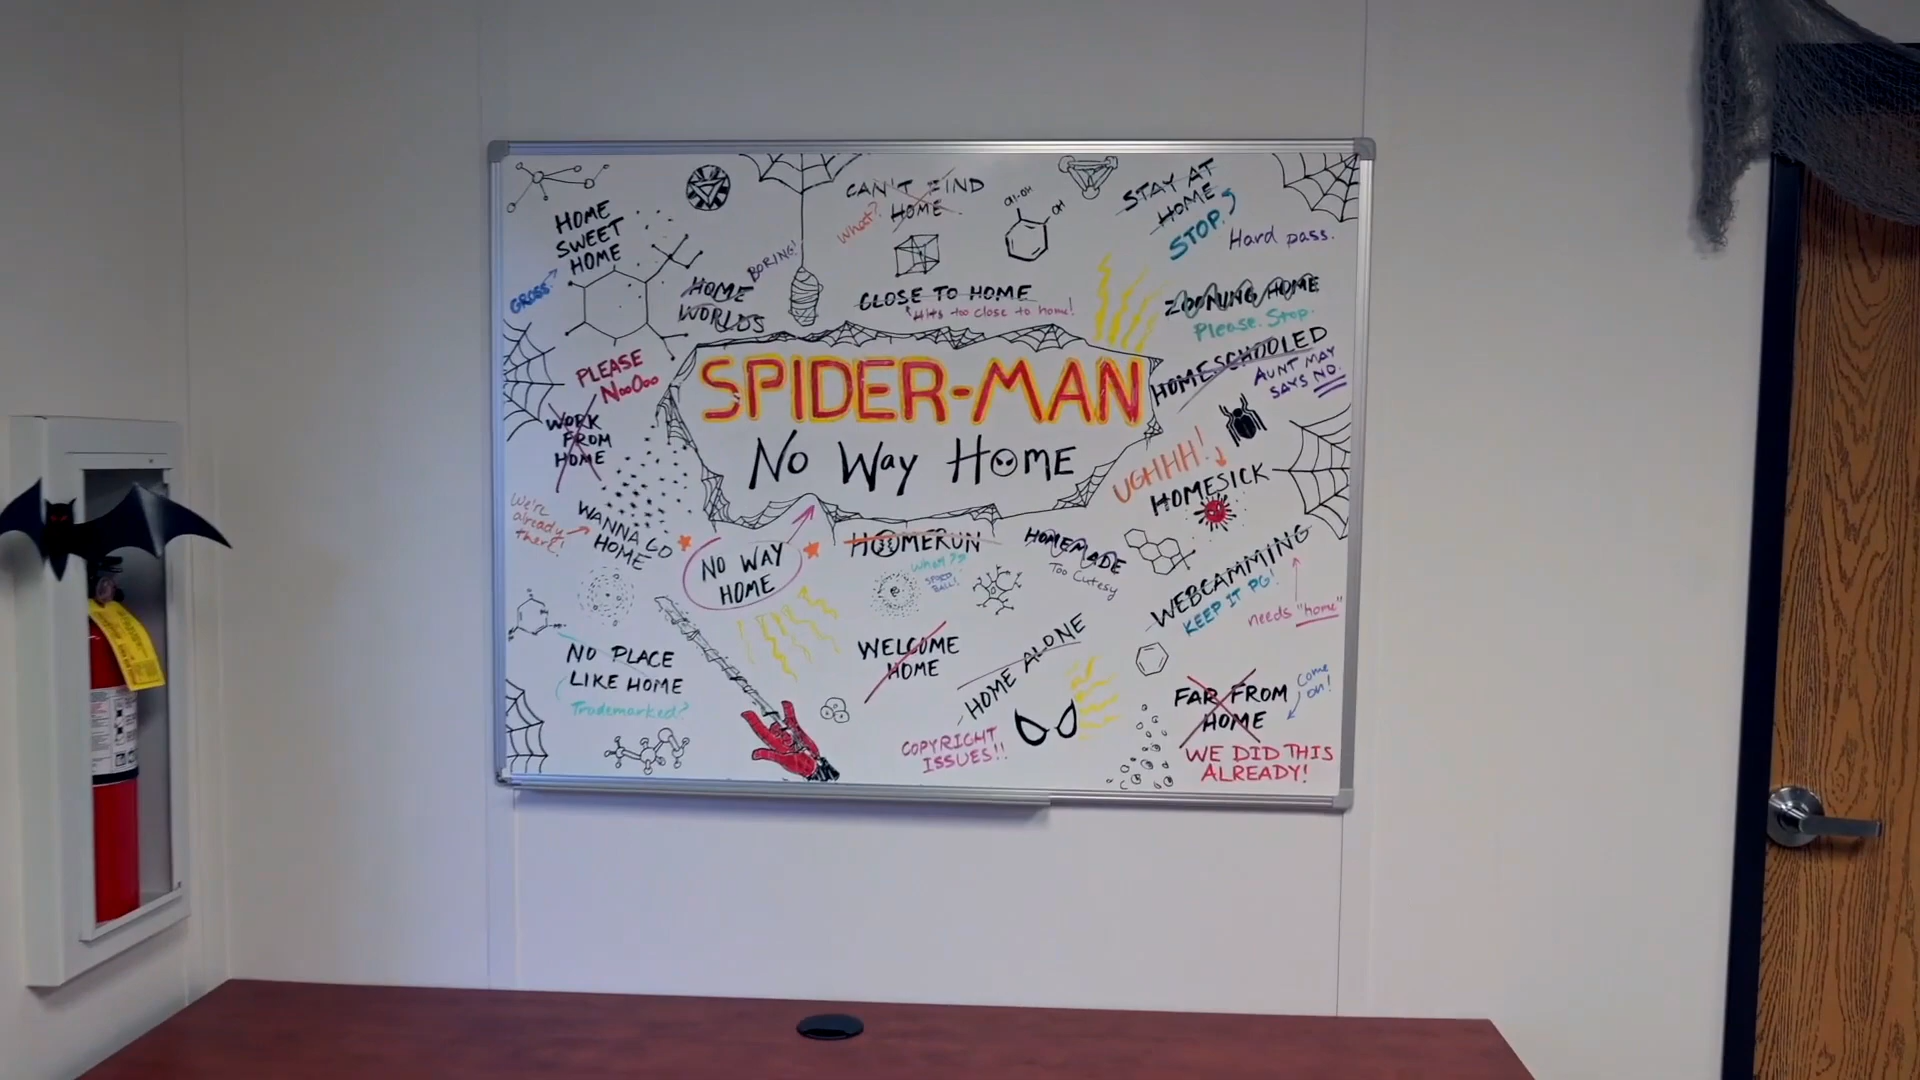 HOME
SWEET
HOME
GROSS
HOME
WORLDS
BORING!
CAN'T FIND
HOME
What?
OH
CLOSE TO HOME
Hits too close to home!
STAY AT
HOME
STOP.
Hard pass.
ZOOMING HOME
Please. Stop.
HOMESCHOOLED
AUNT MAY
SAYS NO.
PLEASE
NooOoo
WORK
FROM
HOME
SPIDER-MAN
No Way Home
UGHHH!
HOMESICK
We're
already
there!
WANNA GO
HOME
NO WAY
HOME
HOOMERUN
What??
HOMEMADE
Too Cutesy
WEBCAMMING
KEEP IT PG!
needs "home"
NO PLACE
LIKE HOME
Trademarked?
WELCOME
HOME
HOME ALONE
COPYRIGHT
ISSUES!!
FAR FROM
HOME
Come
on!
WE DID THIS
ALREADY!